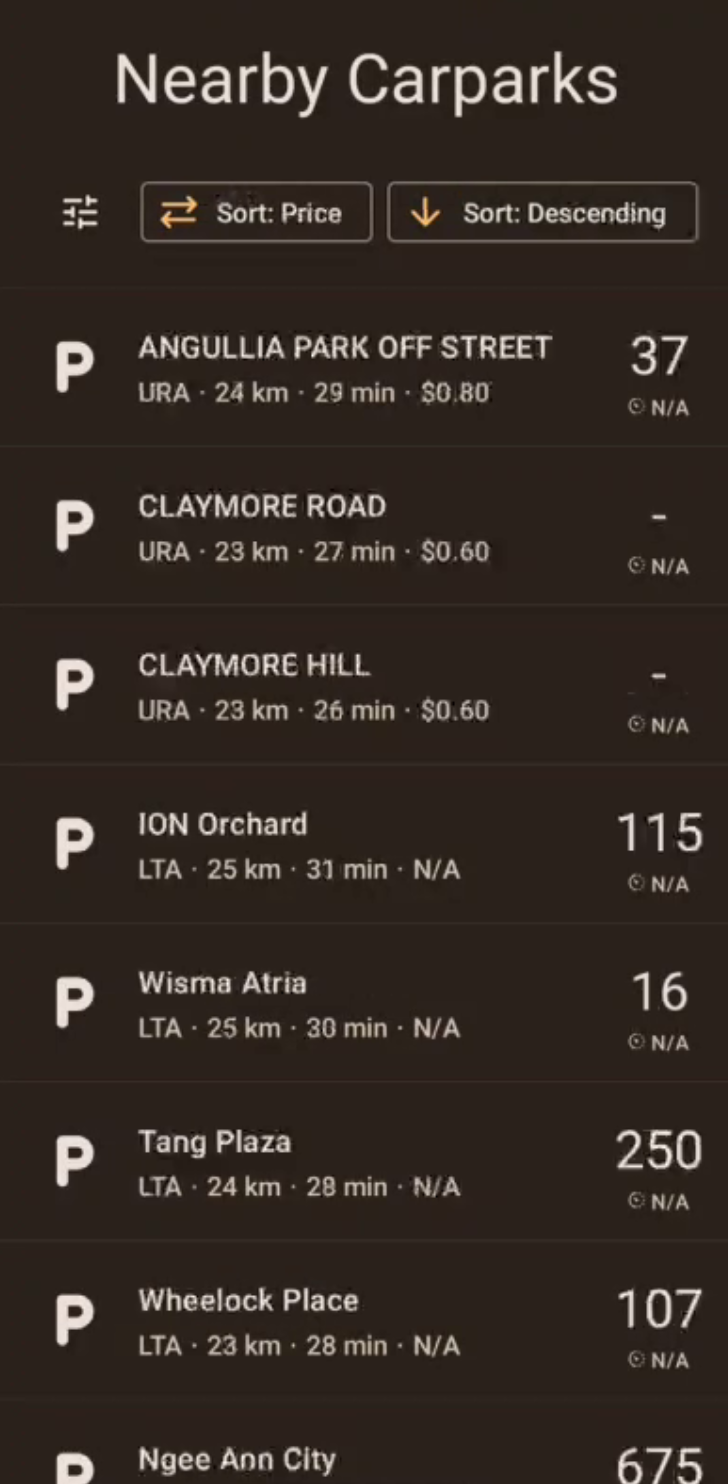 Nearby Carparks
Sort: Price
Sort: Descending
P
ANGULLIA PARK OFF STREET
37
URA · 24 km · 29 min · $0.80
N/A
P
CLAYMORE ROAD
-
URA · 23 km · 27 min · $0.60
N/A
P
CLAYMORE HILL
-
URA · 23 km · 26 min · $0.60
N/A
P
ION Orchard
115
LTA · 25 km · 31 min · N/A
N/A
P
Wisma Atria
16
LTA · 25 km · 30 min · N/A
N/A
P
Tang Plaza
250
LTA · 24 km · 28 min · N/A
N/A
P
Wheelock Place
107
LTA · 23 km · 28 min · N/A
N/A
P
Ngee Ann City
675